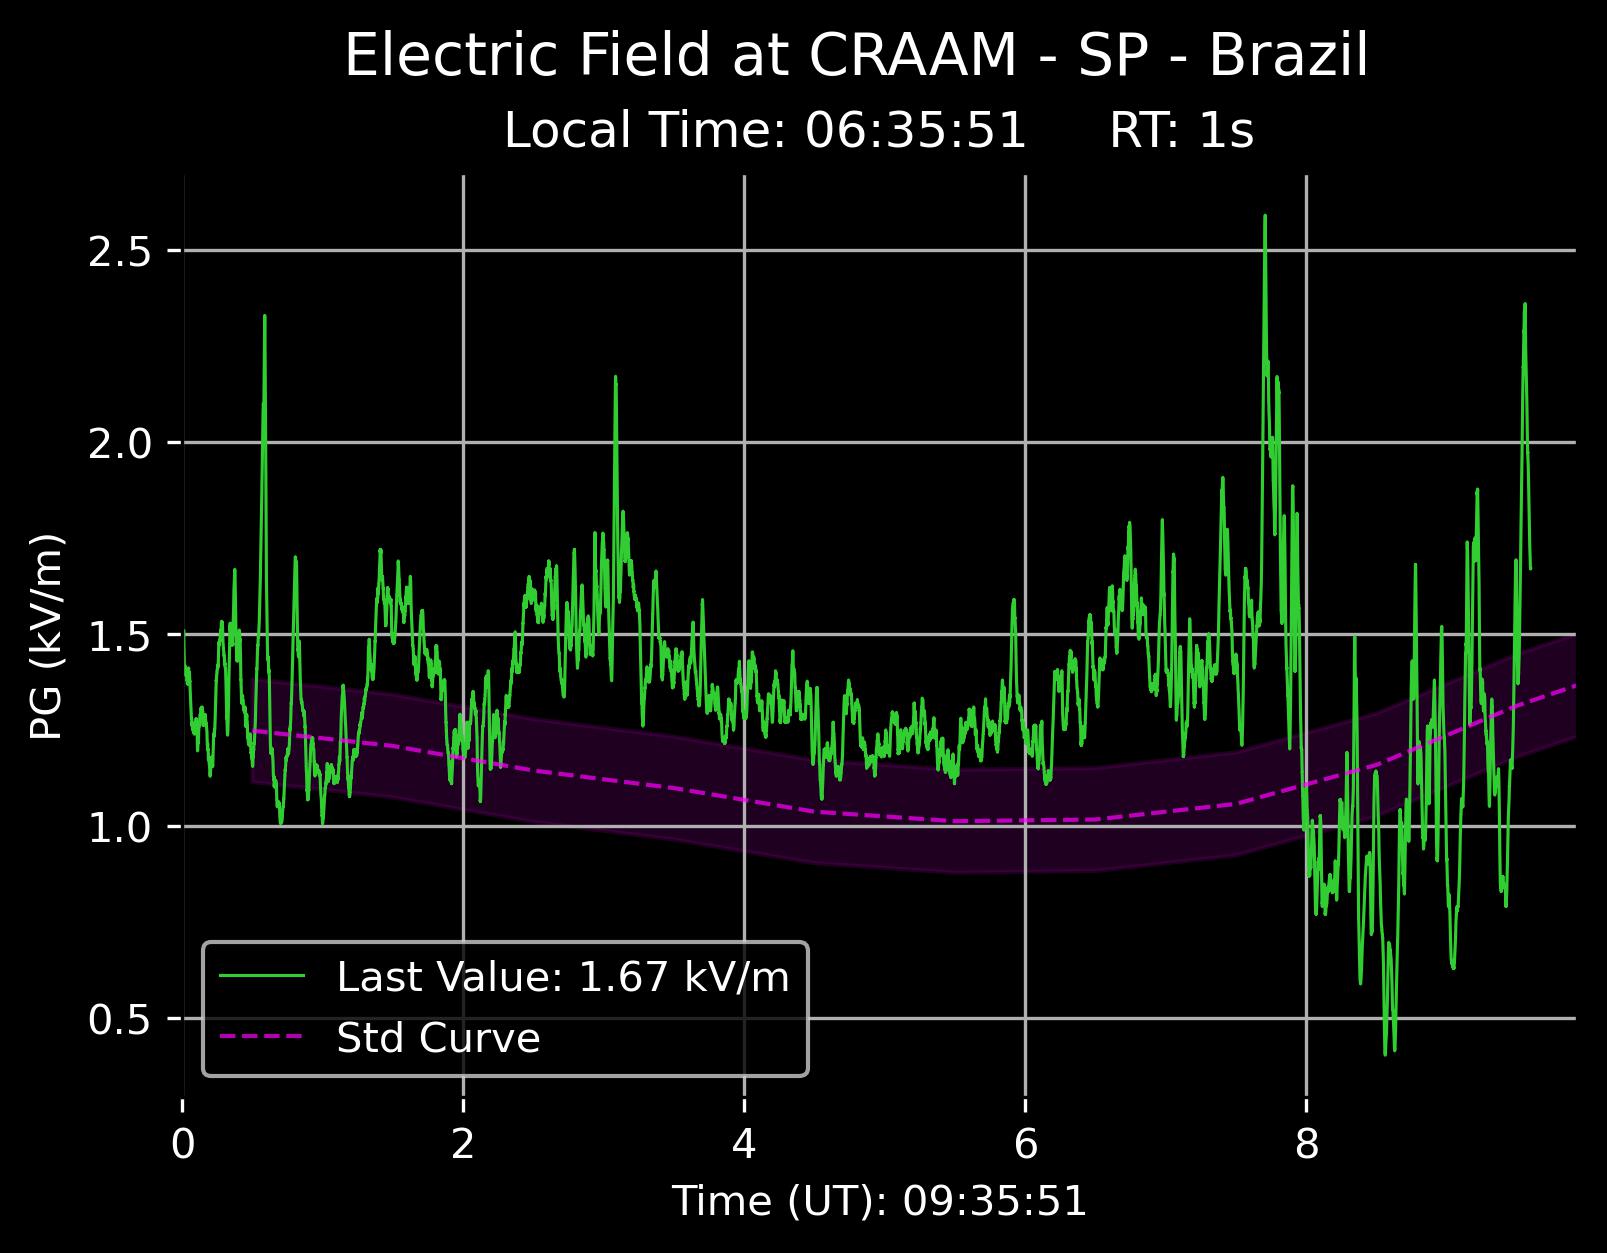 Electric Field at CRAAM - SP - Brazil
Local Time: 06:35:51 RT: 1s
PG (kV/m)
2.5
2.0
1.5
1.0
0.5
Last Value: 1.67 kV/m
Std Curve
0 2 4 6 8
Time (UT): 09:35:51